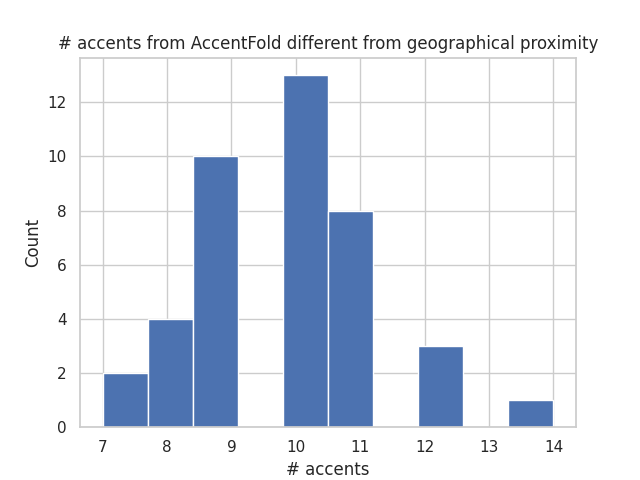 # accents from AccentFold different from geographical proximity
12
10
8
6
4
2
0
Count
7 8 9 10 11 12 13 14
# accents